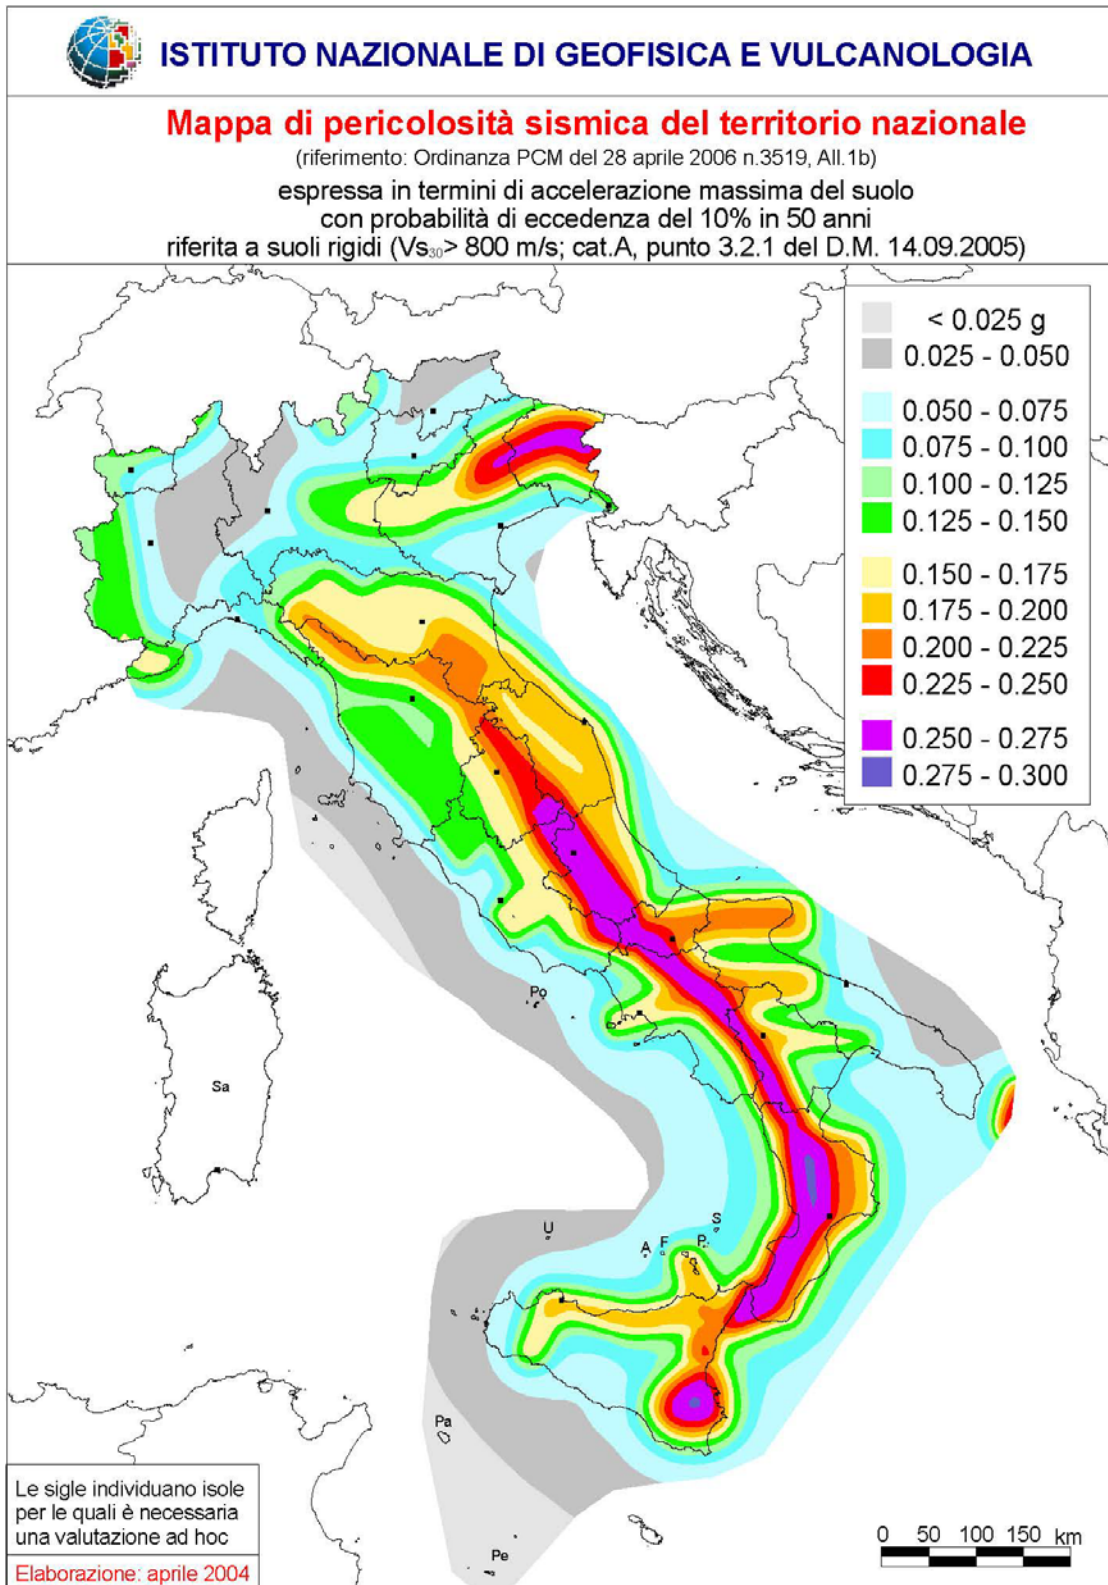 ISTITUTO NAZIONALE DI GEOFISICA E VULCANOLOGIA
Mappa di pericolosità sismica del territorio nazionale
(riferimento: Ordinanza PCM del 28 aprile 2006 n.3519, All.1b)
espressa in termini di accelerazione massima del suolo
con probabilità di eccedenza del 10% in 50 anni
riferita a suoli rigidi (Vs30> 800 m/s; cat.A, punto 3.2.1 del D.M. 14.09.2005)
< 0.025 g
0.025 - 0.050
0.050 - 0.075
0.075 - 0.100
0.100 - 0.125
0.125 - 0.150
0.150 - 0.175
0.175 - 0.200
0.200 - 0.225
0.225 - 0.250
0.250 - 0.275
0.275 - 0.300
Po
Sa
U
A
F
P
S
Pa
Pe
Le sigle individuano isole
per le quali è necessaria
una valutazione ad hoc
Elaborazione: aprile 2004
0 50 100 150 km